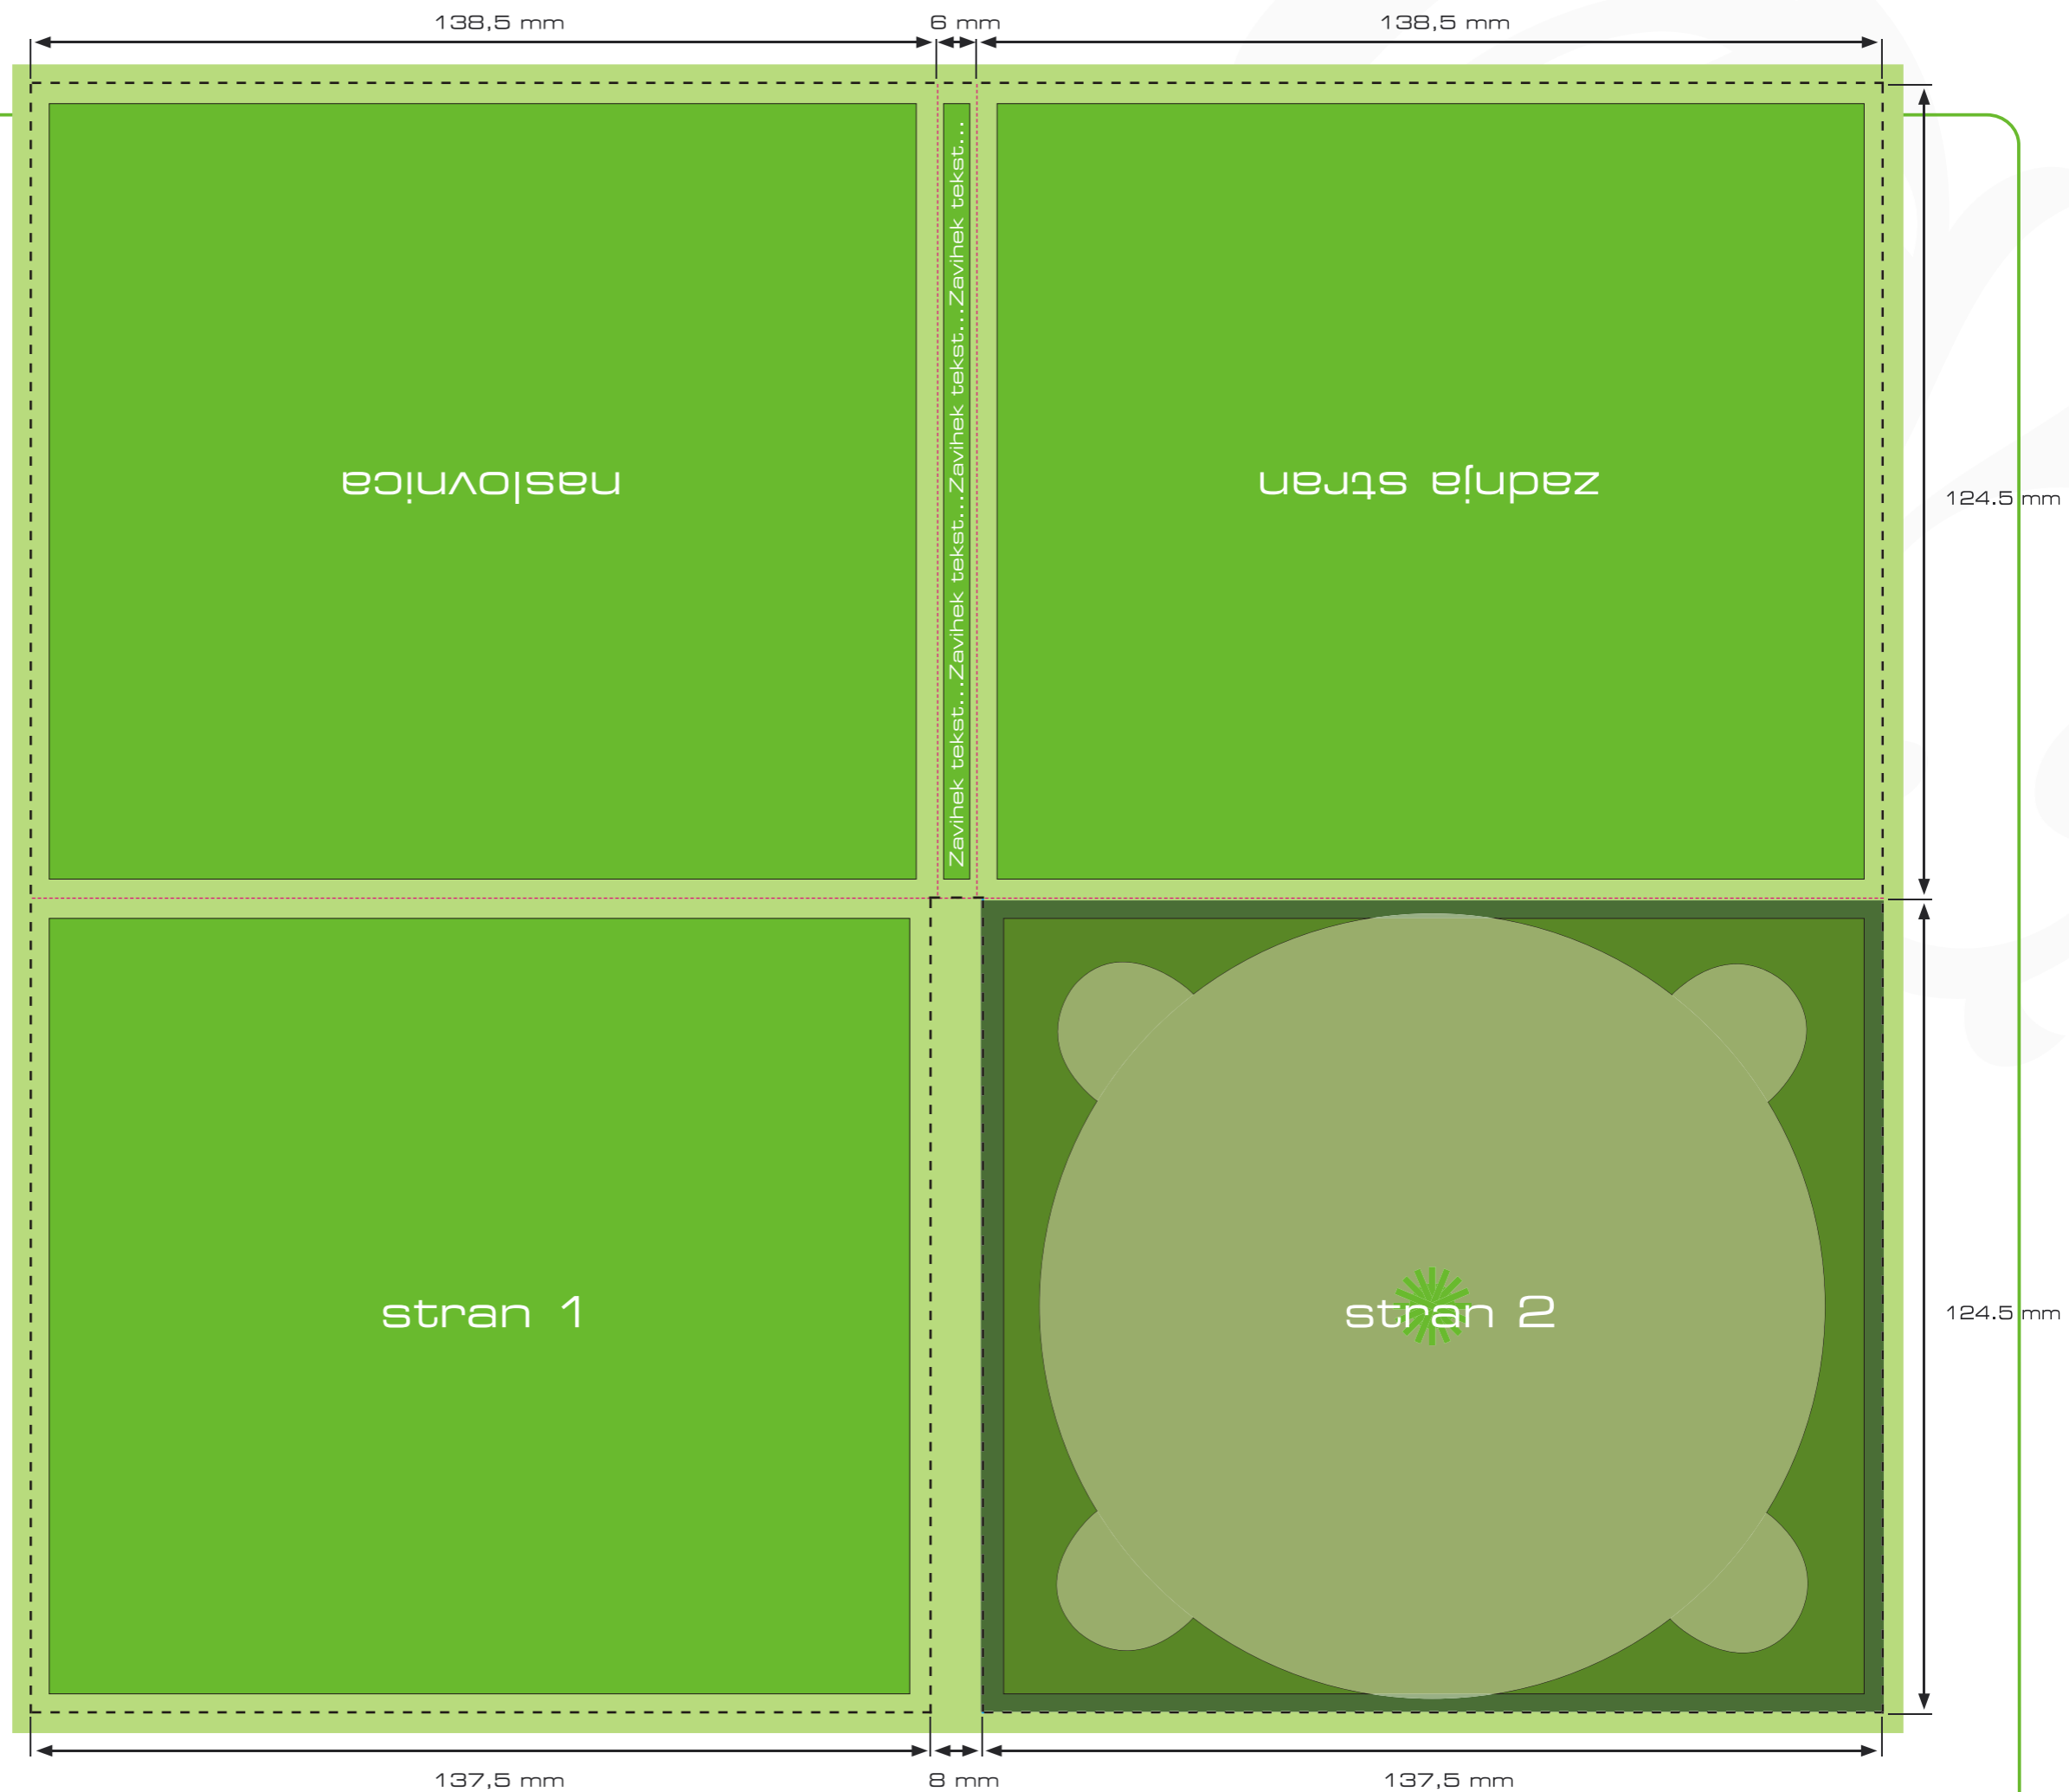 138,5 mm
6 mm
138,5 mm
naslovnica
Zavihek tekst...Zavihek tekst...Zavihek tekst...Zavihek tekst...
zadnja stran
124.5 mm
stran 1
stran 2
124.5 mm
137,5 mm
8 mm
137,5 mm